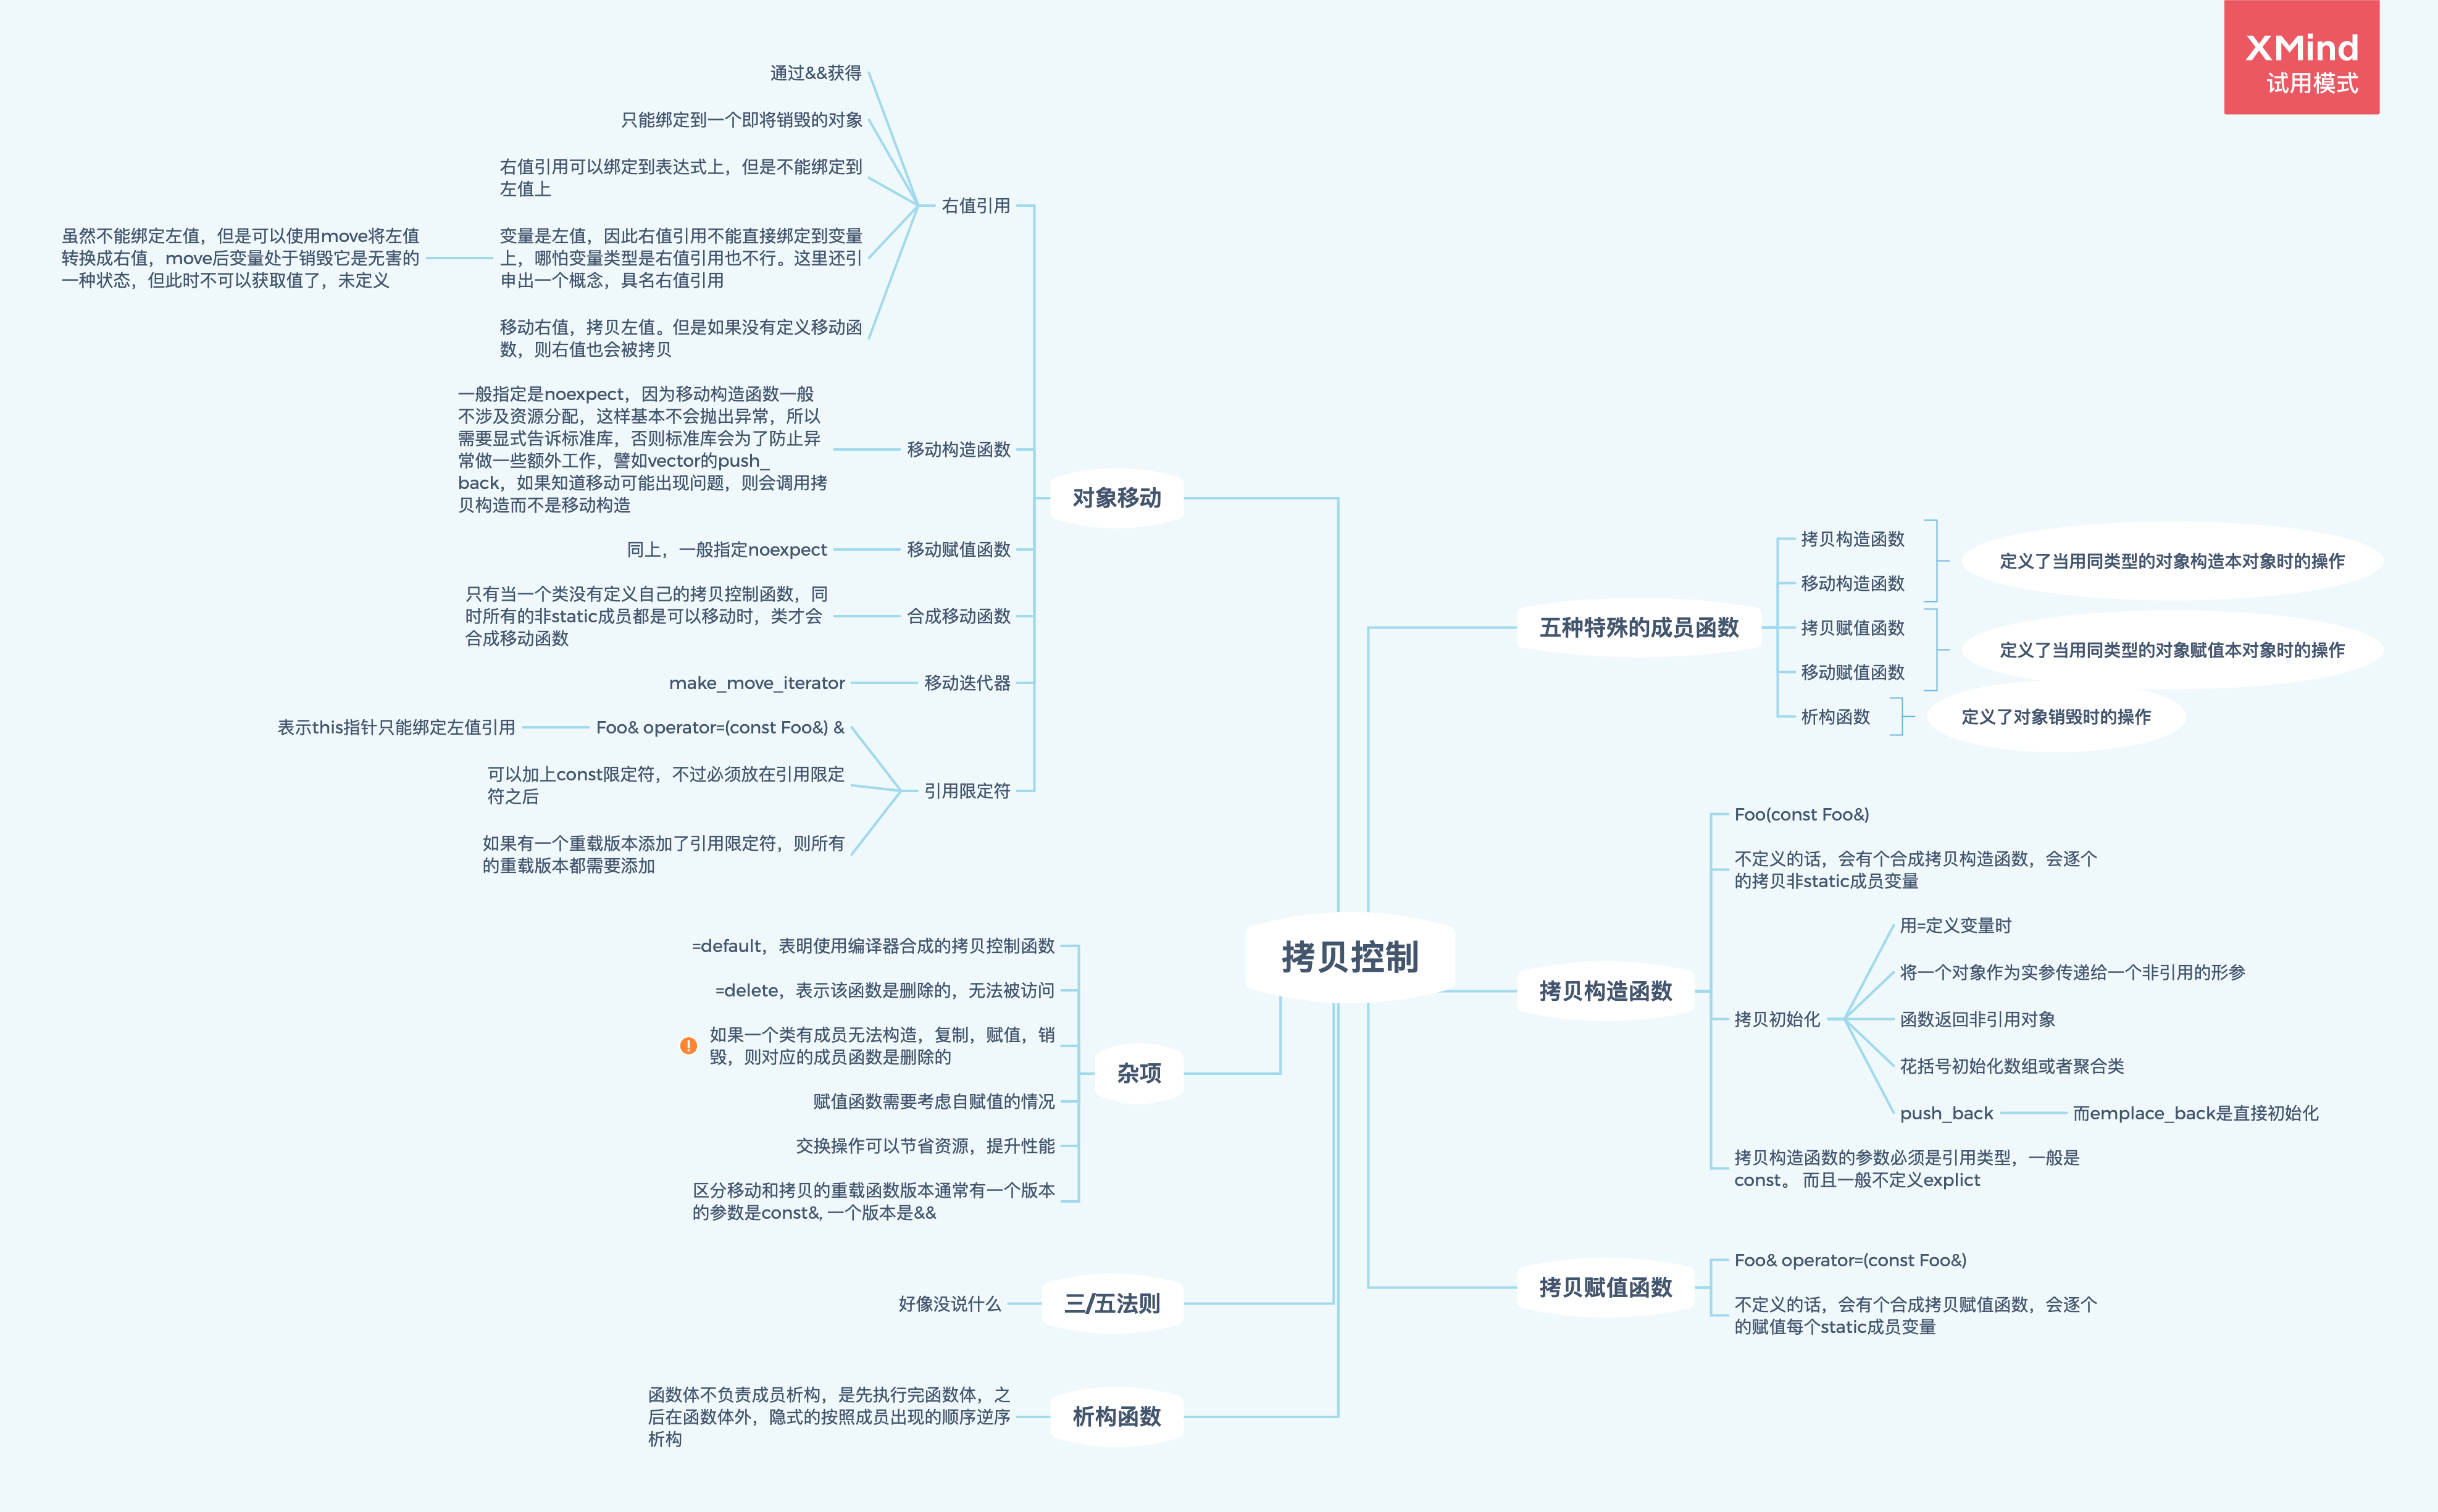 XMind
试用模式
拷贝控制
五种特殊的成员函数
拷贝构造函数
移动构造函数
定义了当用同类型的对象构造本对象时的操作
拷贝赋值函数
移动赋值函数
定义了当用同类型的对象赋值本对象时的操作
析构函数
定义了对象销毁时的操作
拷贝构造函数
Foo(const Foo&)
不定义的话，会有个合成拷贝构造函数，会逐个
的拷贝非static成员变量
拷贝初始化
用=定义变量时
将一个对象作为实参传递给一个非引用的形参
函数返回非引用对象
花括号初始化数组或者聚合类
push_back
而emplace_back是直接初始化
拷贝构造函数的参数必须是引用类型，一般是
const。 而且一般不定义explict
拷贝赋值函数
Foo& operator=(const Foo&)
不定义的话，会有个合成拷贝赋值函数，会逐个
的赋值每个static成员变量
对象移动
右值引用
通过&&获得
只能绑定到一个即将销毁的对象
右值引用可以绑定到表达式上，但是不能绑定到
左值上
变量是左值，因此右值引用不能直接绑定到变量
上，哪怕变量类型是右值引用也不行。这里还引
申出一个概念，具名右值引用
虽然不能绑定左值，但是可以使用move将左值
转换成右值，move后变量处于销毁它是无害的
一种状态，但此时不可以获取值了，未定义
移动右值，拷贝左值。但是如果没有定义移动函
数，则右值也会被拷贝
移动构造函数
一般指定是noexpect，因为移动构造函数一般
不涉及资源分配，这样基本不会抛出异常，所以
需要显式告诉标准库，否则标准库会为了防止异
常做一些额外工作，譬如vector的push_
back，如果知道移动可能出现问题，则会调用拷
贝构造而不是移动构造
移动赋值函数
同上，一般指定noexpect
合成移动函数
只有当一个类没有定义自己的拷贝控制函数，同
时所有的非static成员都是可以移动时，类才会
合成移动函数
移动迭代器
make_move_iterator
引用限定符
Foo& operator=(const Foo&) &
表示this指针只能绑定左值引用
可以加上const限定符，不过必须放在引用限定
符之后
如果有一个重载版本添加了引用限定符，则所有
的重载版本都需要添加
杂项
=default，表明使用编译器合成的拷贝控制函数
=delete，表示该函数是删除的，无法被访问
如果一个类有成员无法构造，复制，赋值，销
毁，则对应的成员函数是删除的
赋值函数需要考虑自赋值的情况
交换操作可以节省资源，提升性能
区分移动和拷贝的重载函数版本通常有一个版本
的参数是const&, 一个版本是&&
三/五法则
好像没说什么
析构函数
函数体不负责成员析构，是先执行完函数体，之
后在函数体外，隐式的按照成员出现的顺序逆序
析构